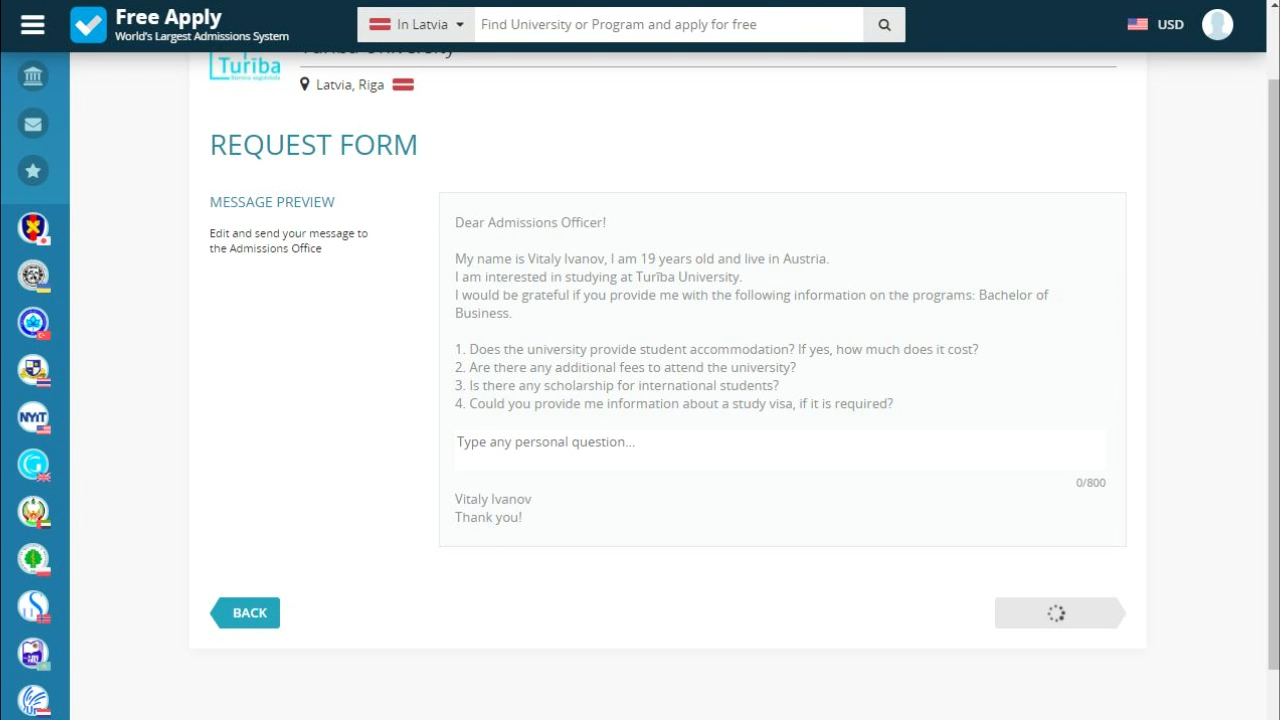 Free Apply
World's Largest Admissions System
In Latvia
Find University or Program and apply for free
USD
Turiba University
Turība
Latvia, Riga
REQUEST FORM
MESSAGE PREVIEW
Edit and send your message to
the Admissions Office
Dear Admissions Officer!
My name is Vitaly Ivanov, I am 19 years old and live in Austria.
I am interested in studying at Turība University.
I would be grateful if you provide me with the following information on the programs: Bachelor of
Business.
1. Does the university provide student accommodation? If yes, how much does it cost?
2. Are there any additional fees to attend the university?
3. Is there any scholarship for international students?
4. Could you provide me information about a study visa, if it is required?
Type any personal question...
0/800
Vitaly Ivanov
Thank you!
BACK
NYIT